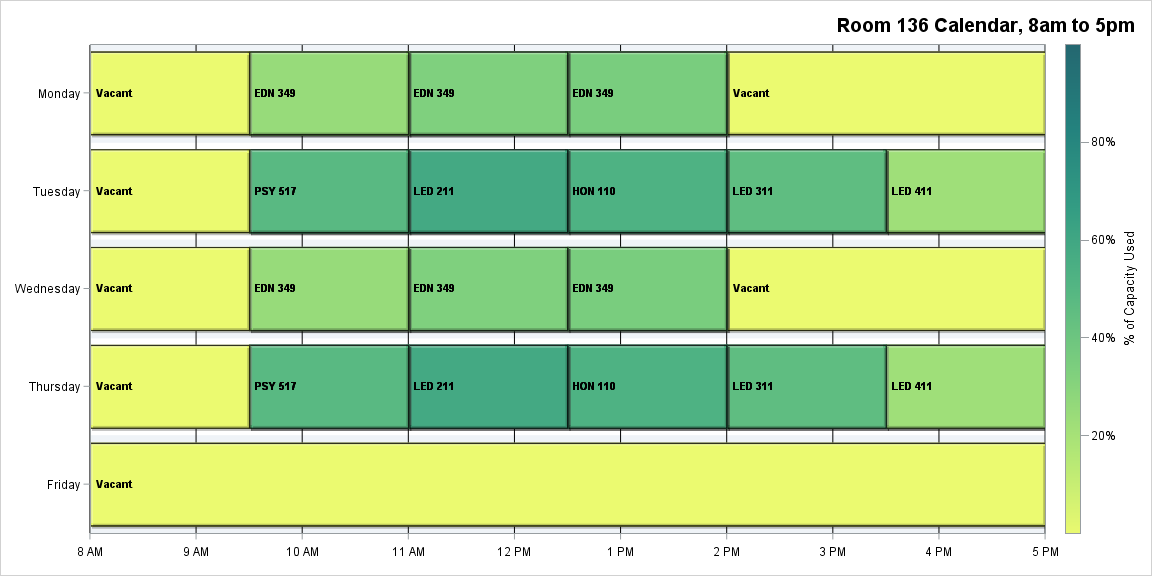 Room 136 Calendar, 8am to 5pm
Monday
Vacant
EDN 349
EDN 349
EDN 349
Vacant
Tuesday
Vacant
PSY 517
LED 211
HON 110
LED 311
LED 411
Wednesday
Vacant
EDN 349
EDN 349
EDN 349
Vacant
Thursday
Vacant
PSY 517
LED 211
HON 110
LED 311
LED 411
Friday
Vacant
8 AM
9 AM
10 AM
11 AM
12 PM
1 PM
2 PM
3 PM
4 PM
5 PM
80%
60%
40%
20%
% of Capacity Used